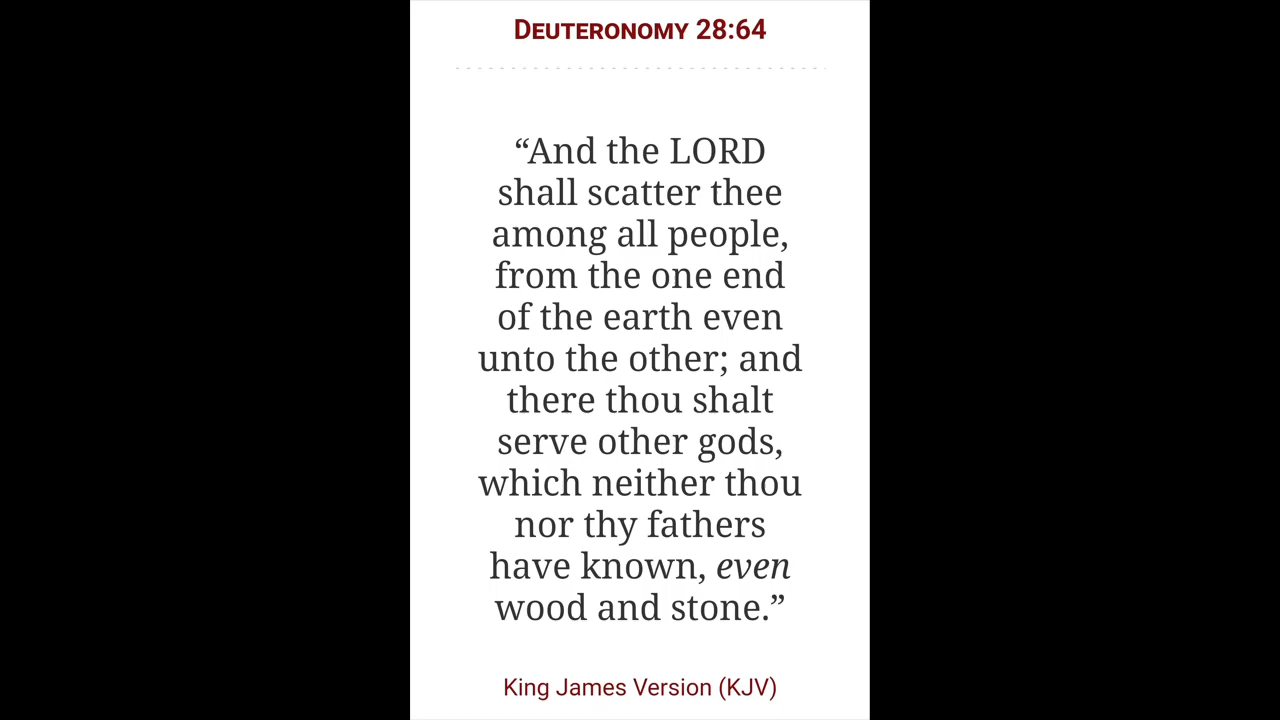 Deuteronomy 28:64
“And the LORD
shall scatter thee
among all people,
from the one end
of the earth even
unto the other; and
there thou shalt
serve other gods,
which neither thou
nor thy fathers
have known, even
wood and stone.”
King James Version (KJV)